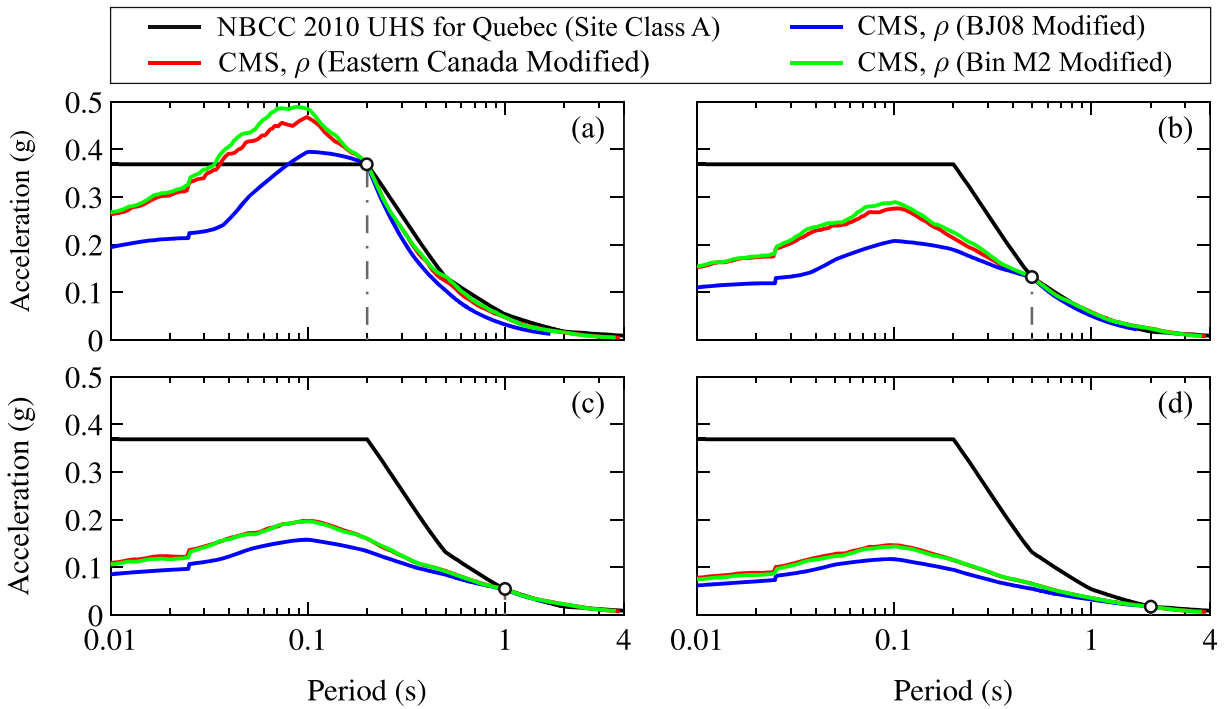 NBCC 2010 UHS for Quebec (Site Class A)
CMS, ρ (BJ08 Modified)
CMS, ρ (Eastern Canada Modified)
CMS, ρ (Bin M2 Modified)
Acceleration (g)
0.5
0.4
0.3
0.2
0.1
0
(a)
(b)
Acceleration (g)
0.5
0.4
0.3
0.2
0.1
0
(c)
(d)
0.01
0.1
1
4
0.01
0.1
1
4
Period (s)
Period (s)